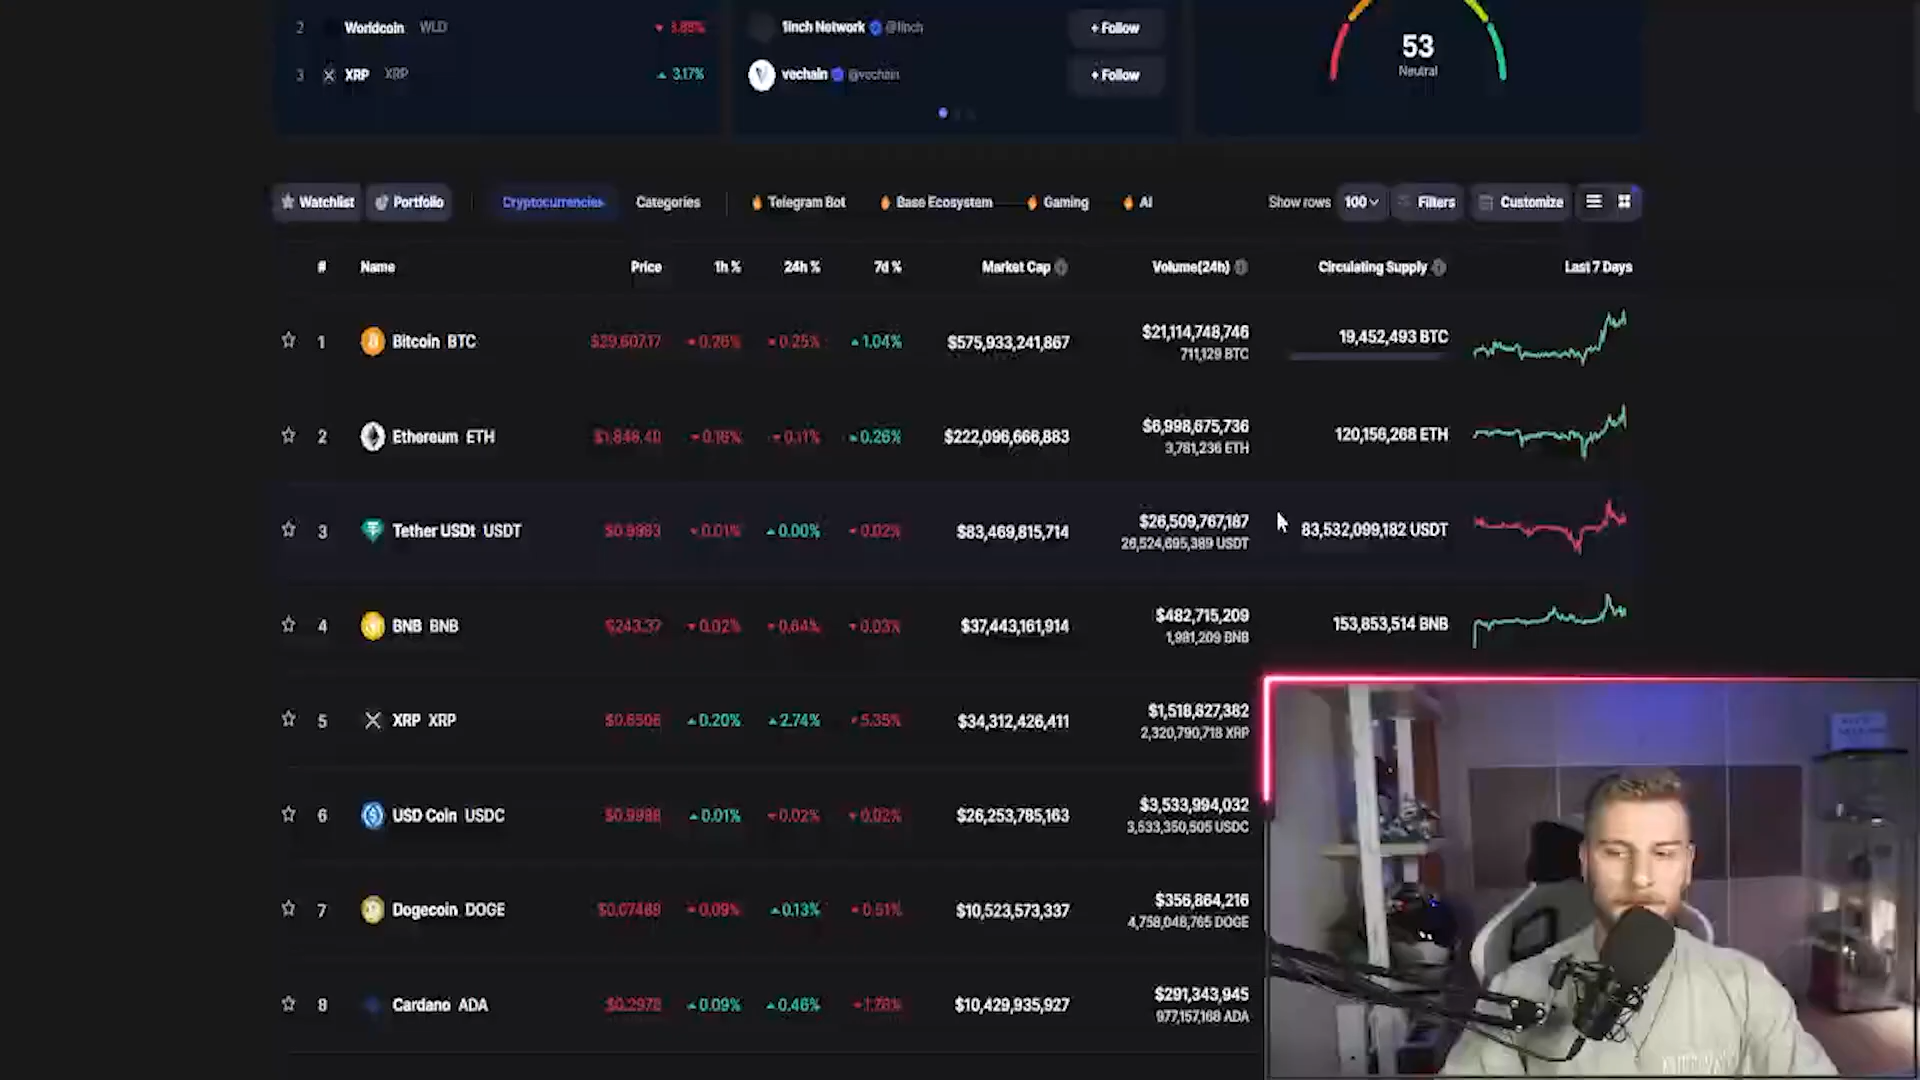 2 Worldcoin WLD 3.88%
1inch Network @1inch + Follow
53
Neutral
3 XRP XRP 3.17%
vechain @vechain + Follow
Watchlist Portfolio Cryptocurrencies Categories Telegram Bot Base Ecosystem Gaming AI Show rows 100 Filters Customize
# Name Price 1h % 24h % 7d % Market Cap Volume(24h) Circulating Supply Last 7 Days
1 Bitcoin BTC $29,607.17 0.26% 0.25% 1.04% $575,933,241,867 $21,114,748,746 19,452,493 BTC
711,129 BTC
2 Ethereum ETH $1,848.40 0.16% 0.11% 0.26% $222,096,666,883 $6,998,675,736 120,156,268 ETH
3,781,236 ETH
3 Tether USDt USDT $0.9993 0.01% 0.00% 0.02% $83,469,815,714 $26,509,767,187 83,532,099,182 USDT
26,524,695,389 USDT
4 BNB BNB $243.37 0.02% 0.64% 0.03% $37,443,161,914 $482,715,209 153,853,514 BNB
1,981,209 BNB
5 XRP XRP $0.6506 0.20% 2.74% 5.35% $34,312,426,411 $1,518,627,382
2,320,790,718 XRP
6 USD Coin USDC $0.9998 0.01% 0.02% 0.02% $26,253,785,163 $3,533,994,032
3,533,350,505 USDC
7 Dogecoin DOGE $0.07469 0.09% 0.13% 0.51% $10,523,573,337 $356,864,216
4,758,048,765 DOGE
8 Cardano ADA $0.2976 0.09% 0.46% 1.78% $10,429,935,927 $291,343,945
977,157,168 ADA